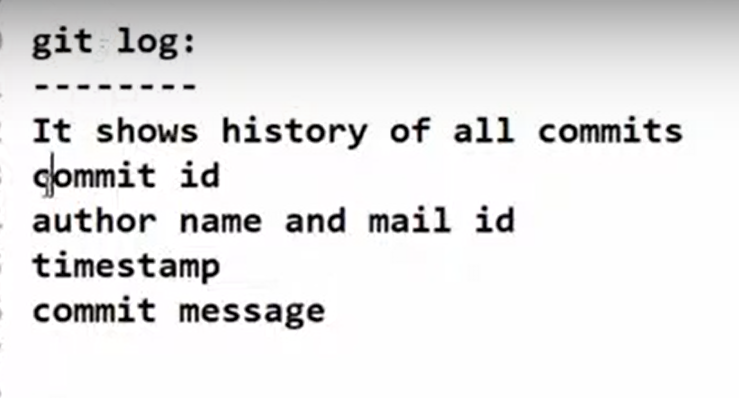 git log:
--------
It shows history of all commits
commit id
author name and mail id
timestamp
commit message